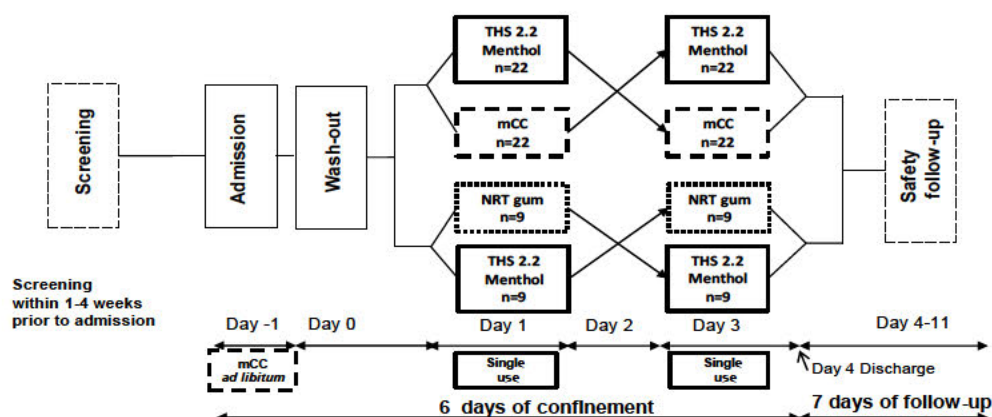 Screening
Admission
Wash-out
THS 2.2
Menthol
n=22
mCC
n=22
NRT gum
n=9
THS 2.2
Menthol
n=9
THS 2.2
Menthol
n=22
mCC
n=22
NRT gum
n=9
THS 2.2
Menthol
n=9
Safety
follow-up
Screening
within 1-4 weeks
prior to admission
Day -1
Day 0
Day 1
Day 2
Day 3
Day 4-11
mCC
ad libitum
Single
use
Single
use
Day 4 Discharge
6 days of confinement
7 days of follow-up